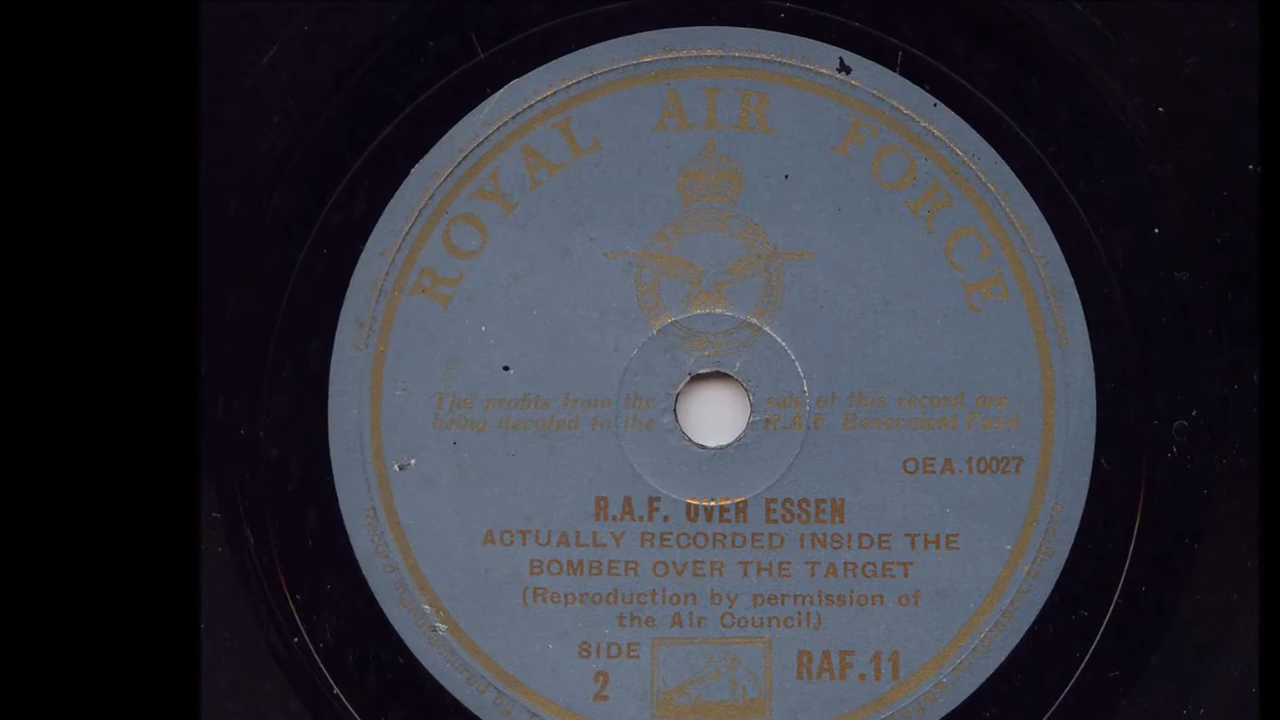 ROYAL AIR FORCE
The profits from the sale of this record are
being devoted to the R.A.F. Benevolent Fund
OEA.10027
R.A.F. OVER ESSEN
ACTUALLY RECORDED INSIDE THE
BOMBER OVER THE TARGET
(Reproduction by permission of
the Air Council)
SIDE
2
RAF.11